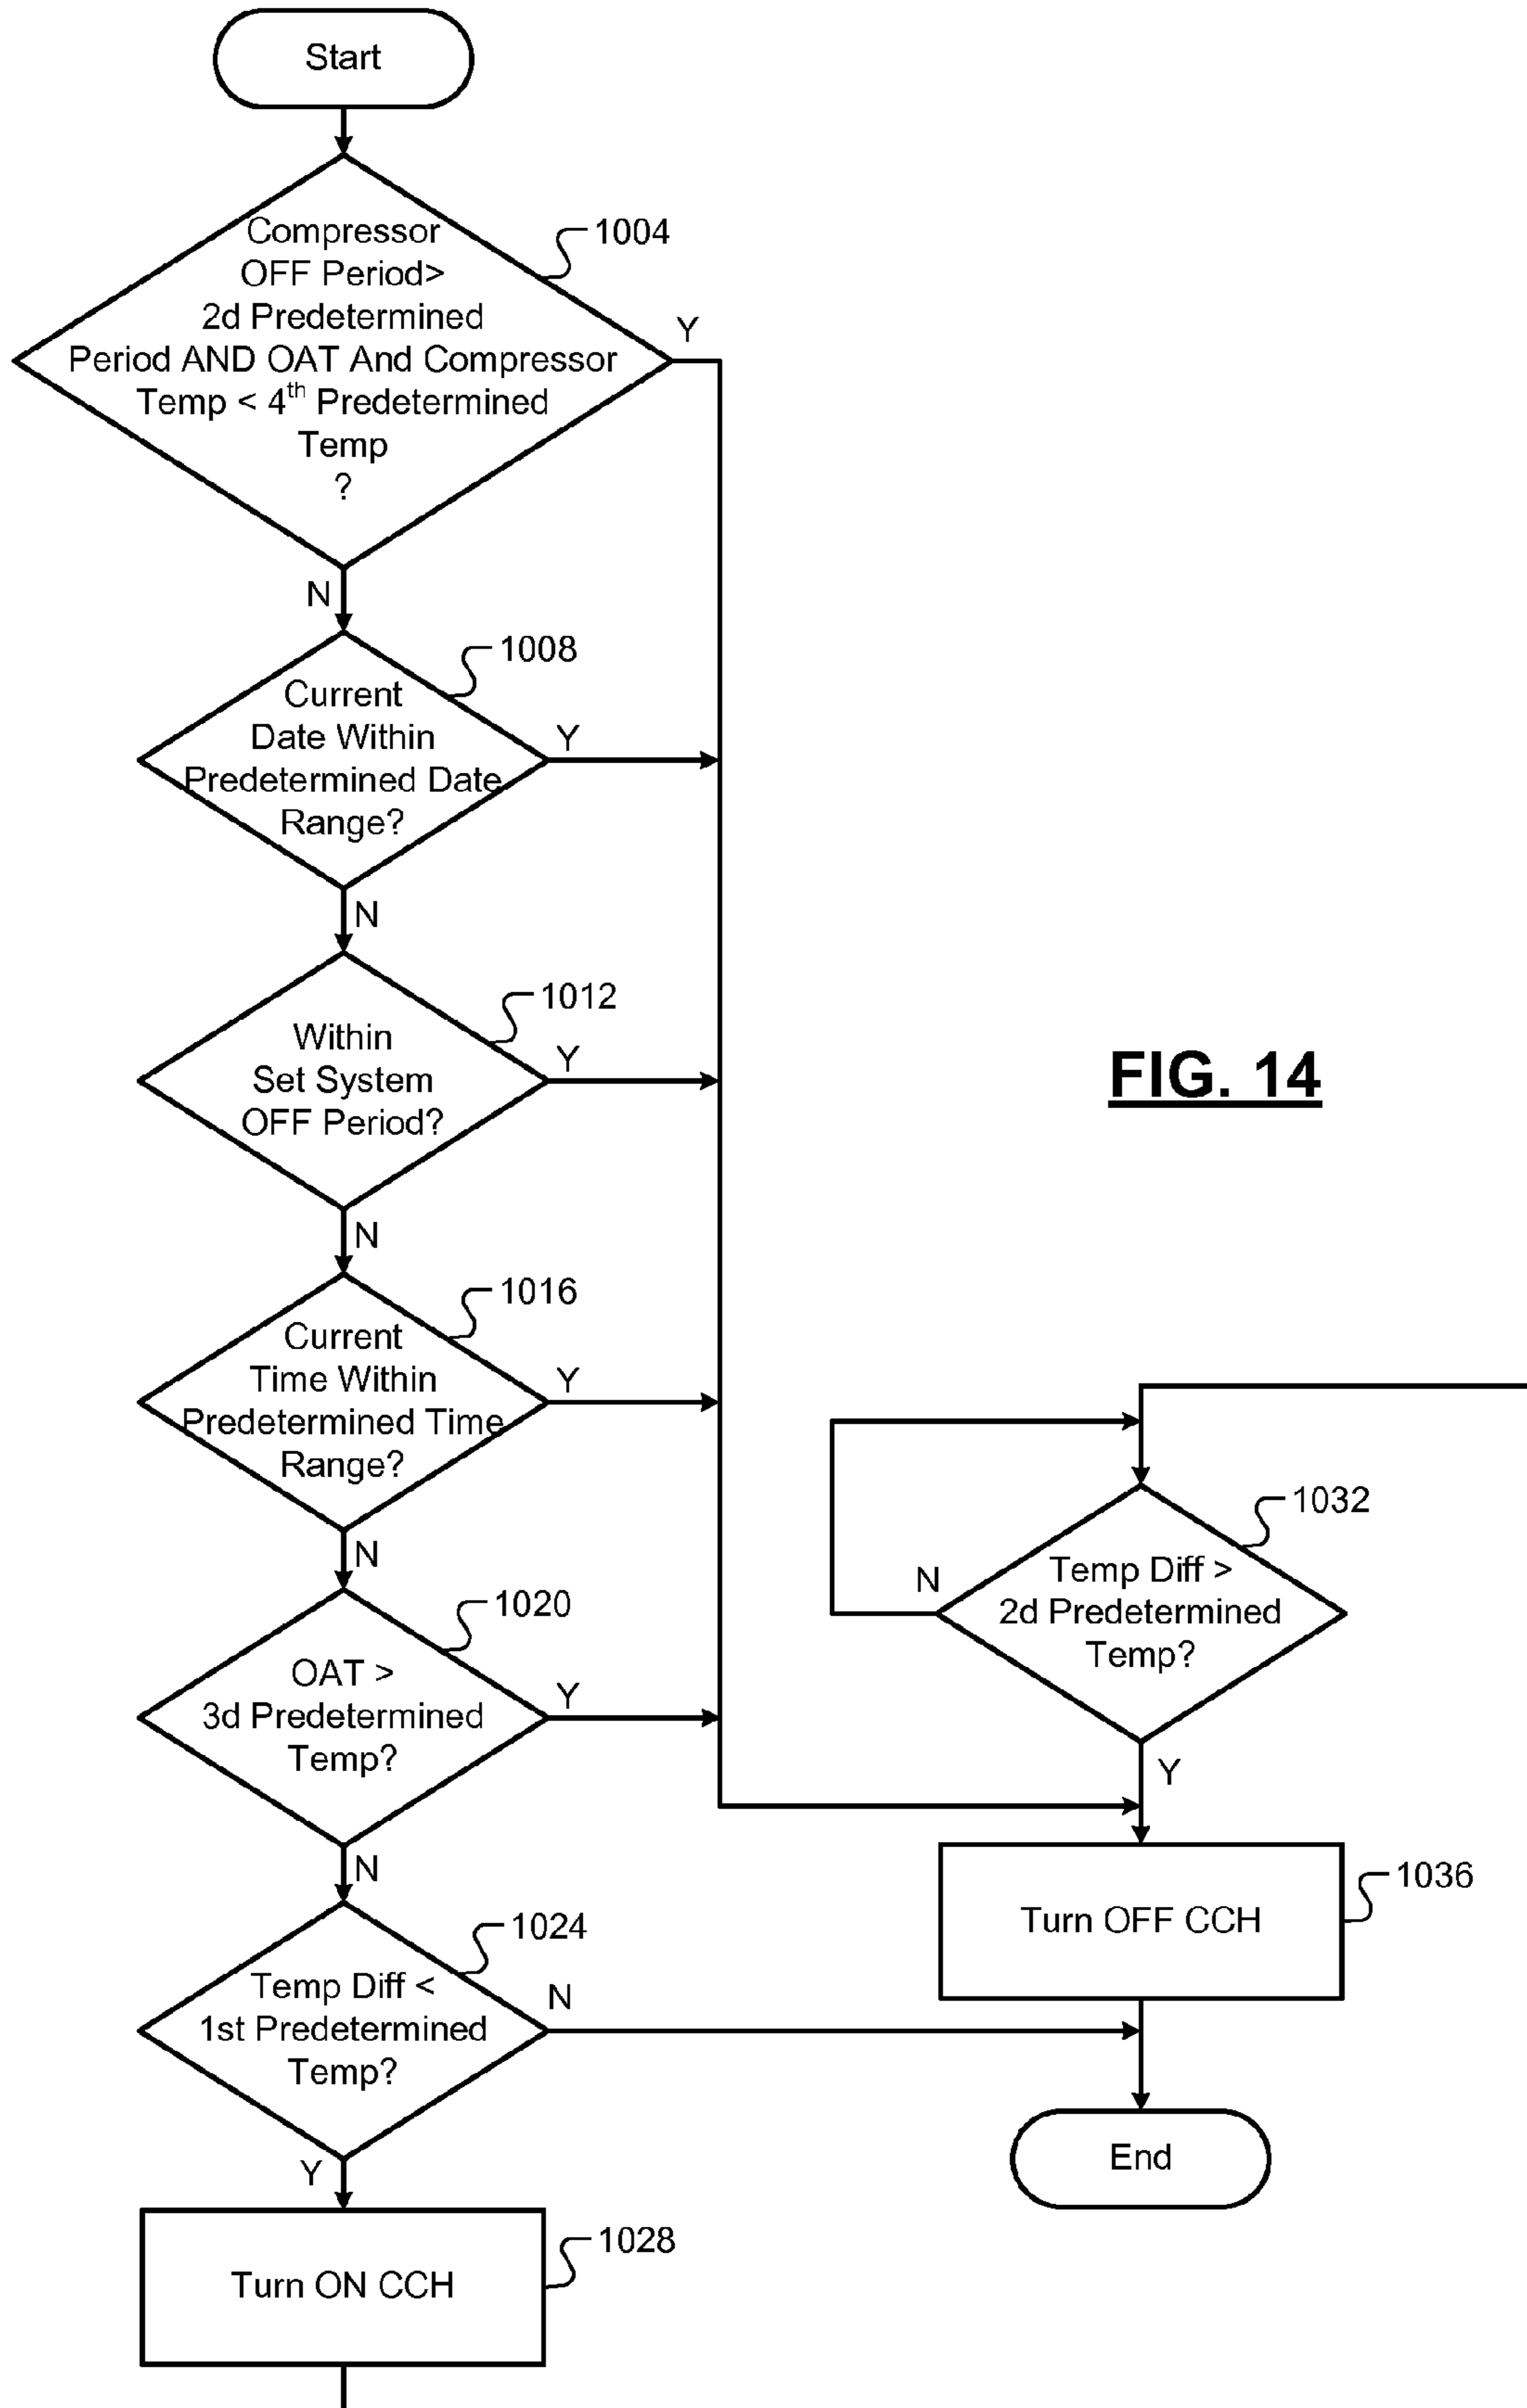 Start
Compressor
OFF Period>
2d Predetermined
Period AND OAT And Compressor
Temp < 4th Predetermined
Temp
?
1004
Y
N
Current
Date Within
Predetermined Date
Range?
1008
Y
N
Within
Set System
OFF Period?
1012
Y
N
Current
Time Within
Predetermined Time
Range?
1016
Y
N
OAT >
3d Predetermined
Temp?
1020
Y
N
Temp Diff <
1st Predetermined
Temp?
1024
N
Y
Turn ON CCH
1028
FIG. 14
Temp Diff >
2d Predetermined
Temp?
1032
N
Y
Turn OFF CCH
1036
End